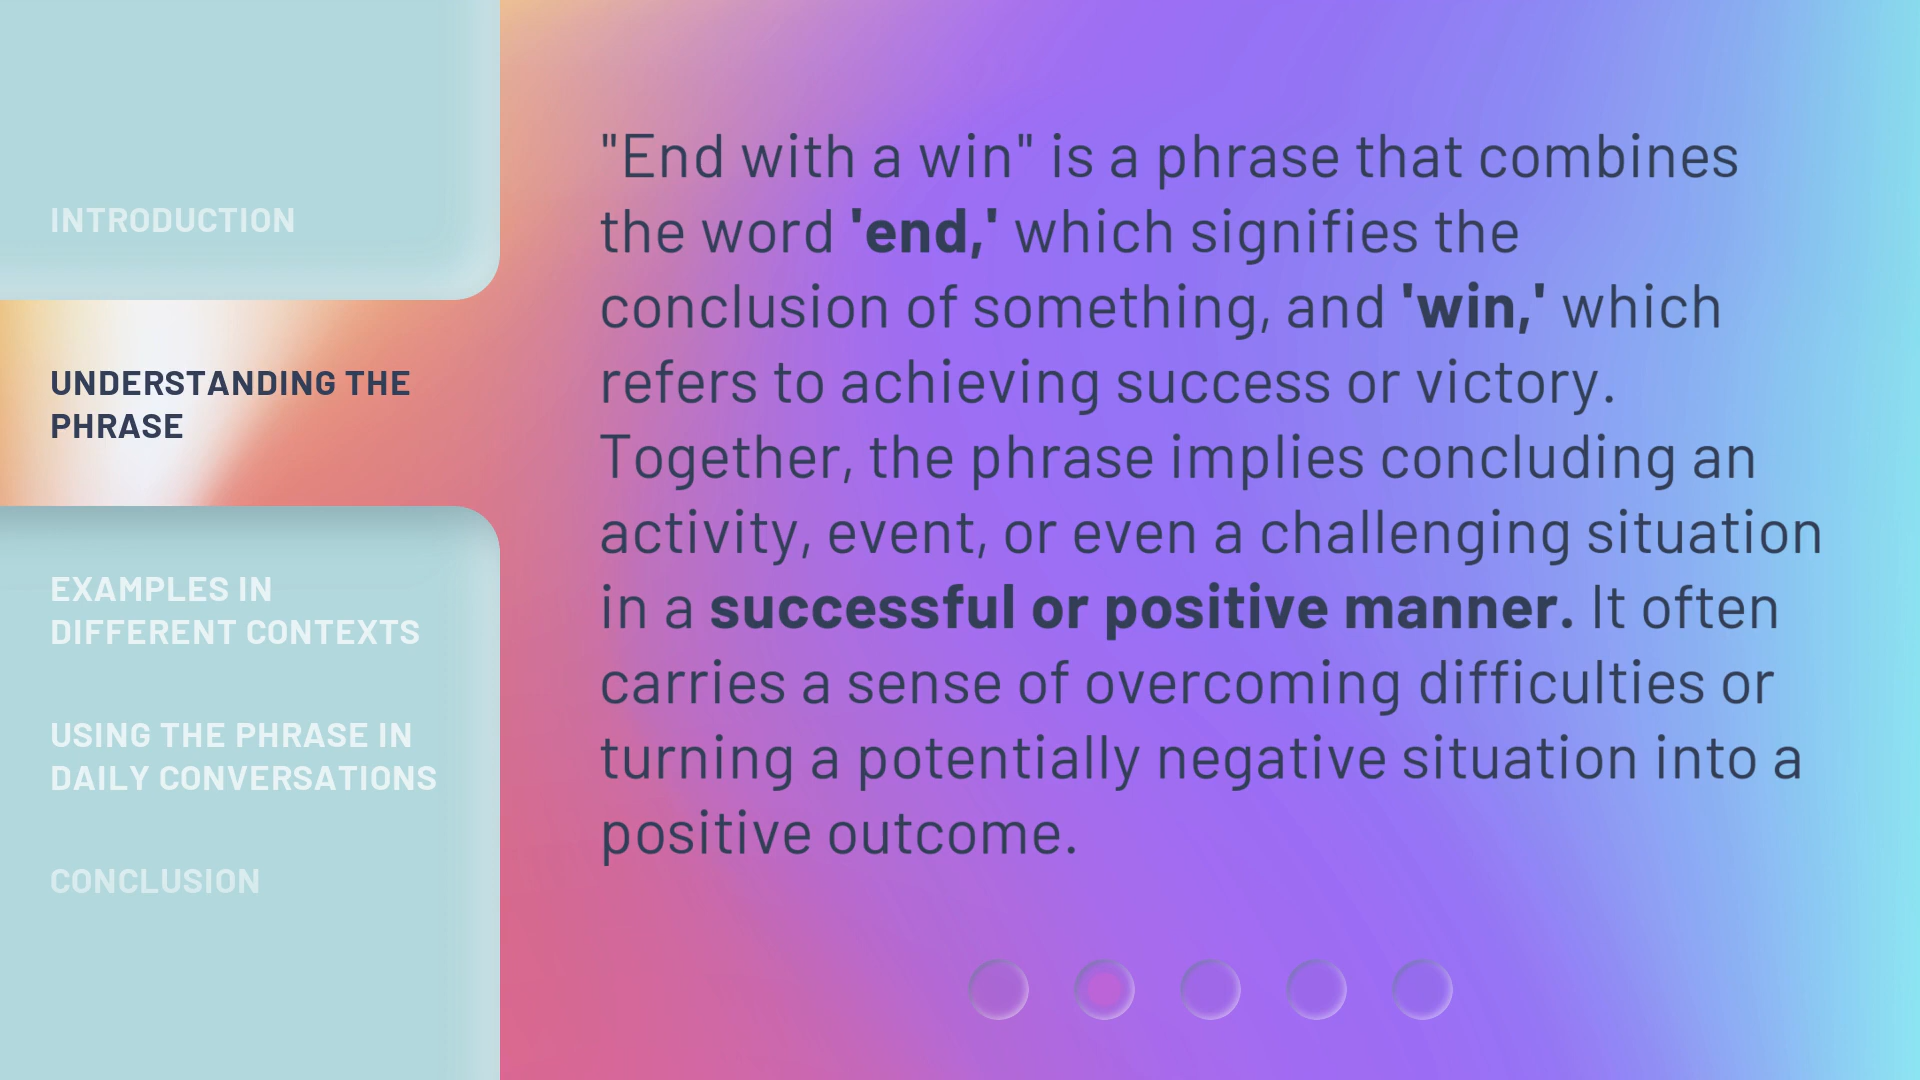 INTRODUCTION
UNDERSTANDING THE
PHRASE
EXAMPLES IN
DIFFERENT CONTEXTS
USING THE PHRASE IN
DAILY CONVERSATIONS
CONCLUSION
"End with a win" is a phrase that combines
the word 'end,' which signifies the
conclusion of something, and 'win,' which
refers to achieving success or victory.
Together, the phrase implies concluding an
activity, event, or even a challenging situation
in a successful or positive manner. It often
carries a sense of overcoming difficulties or
turning a potentially negative situation into a
positive outcome.